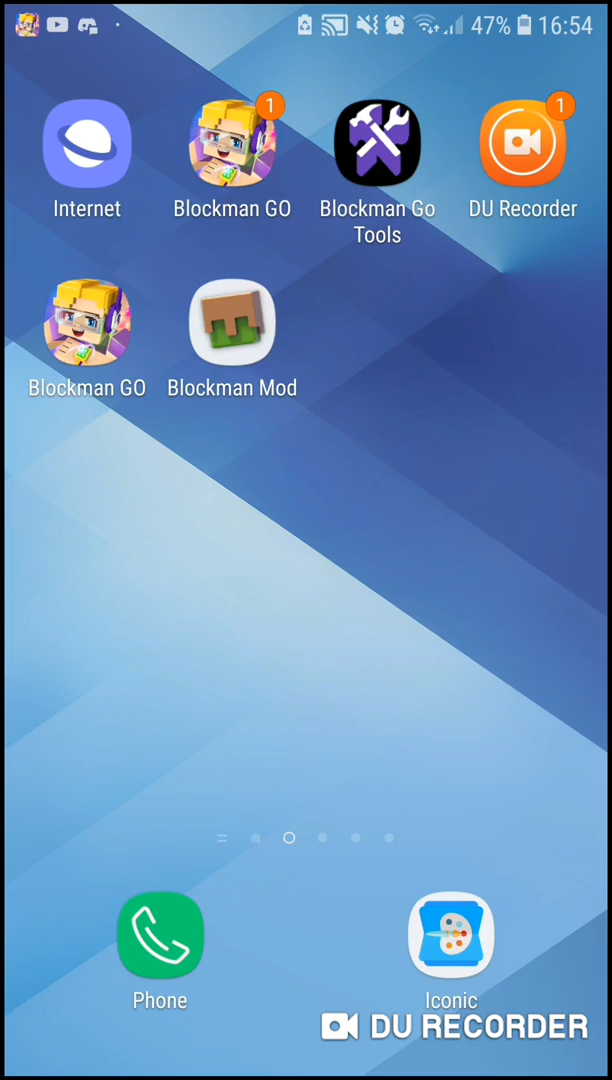 47% 16:54
1 1
Internet Blockman GO Blockman Go Tools DU Recorder
Blockman GO Blockman Mod
Phone Iconic
DU RECORDER